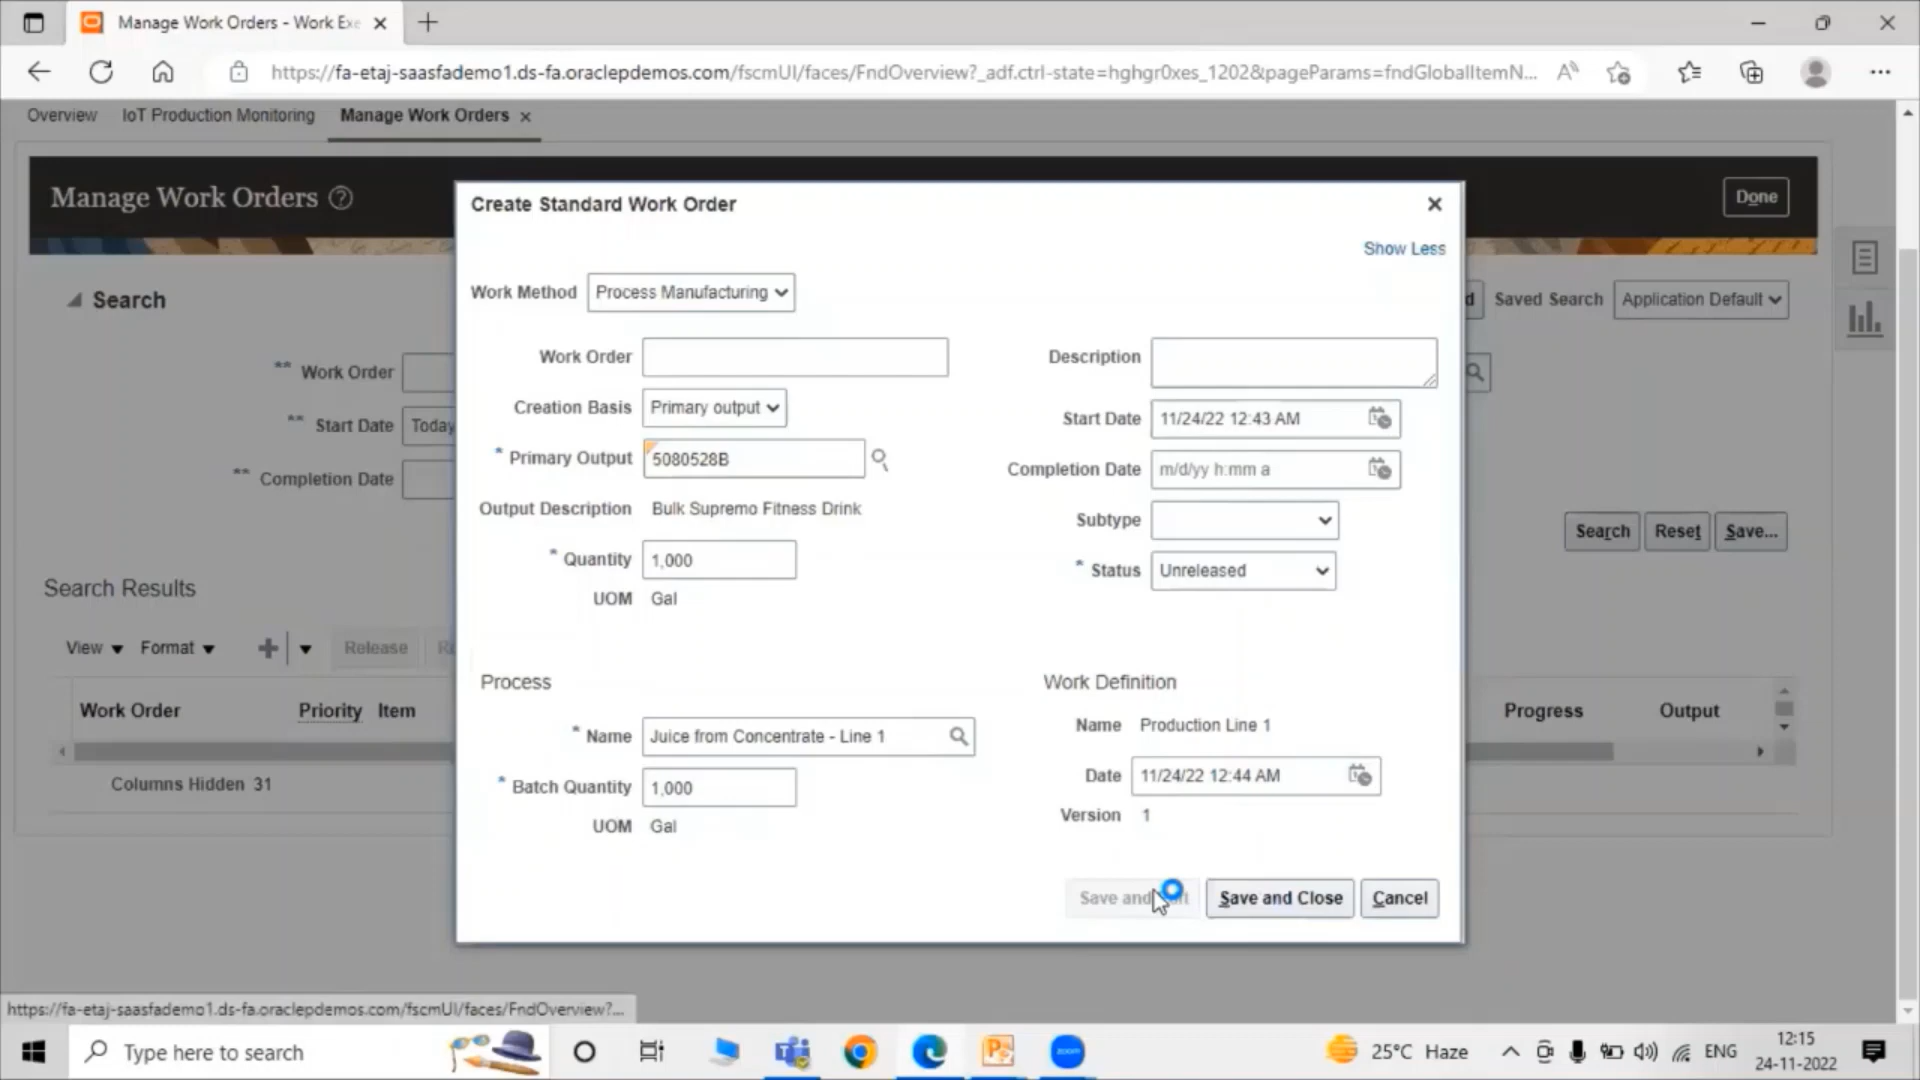 Manage Work Orders - Work Exe
https://fa-etaj-saasfademo1.ds-fa.oraclepdemos.com/fscmUI/faces/FndOverview?_adf.ctrl-state=hghgr0xes_1202&pageParams=fndGlobalItemN...
Overview IoT Production Monitoring Manage Work Orders
Manage Work Orders
Done
Create Standard Work Order
Show Less
Search
Saved Search Application Default
Work Method Process Manufacturing
** Work Order
** Start Date Today
** Completion Date
Work Order
Description
Creation Basis Primary output
Start Date 11/24/22 12:43 AM
* Primary Output 5080528B
Completion Date m/d/yy h:mm a
Output Description Bulk Supremo Fitness Drink
Subtype
* Quantity 1,000
* Status Unreleased
UOM Gal
Search Reset Save...
Search Results
View Format Release
Process
Work Definition
Work Order Priority Item
Progress Output
* Name Juice from Concentrate - Line 1
Name Production Line 1
Columns Hidden 31
* Batch Quantity 1,000
Date 11/24/22 12:44 AM
UOM Gal
Version 1
Save and Save and Close Cancel
https://fa-etaj-saasfademo1.ds-fa.oraclepdemos.com/fscmUI/faces/FndOverview?...
Type here to search
zoom
25°C Haze
ENG
12:15
24-11-2022